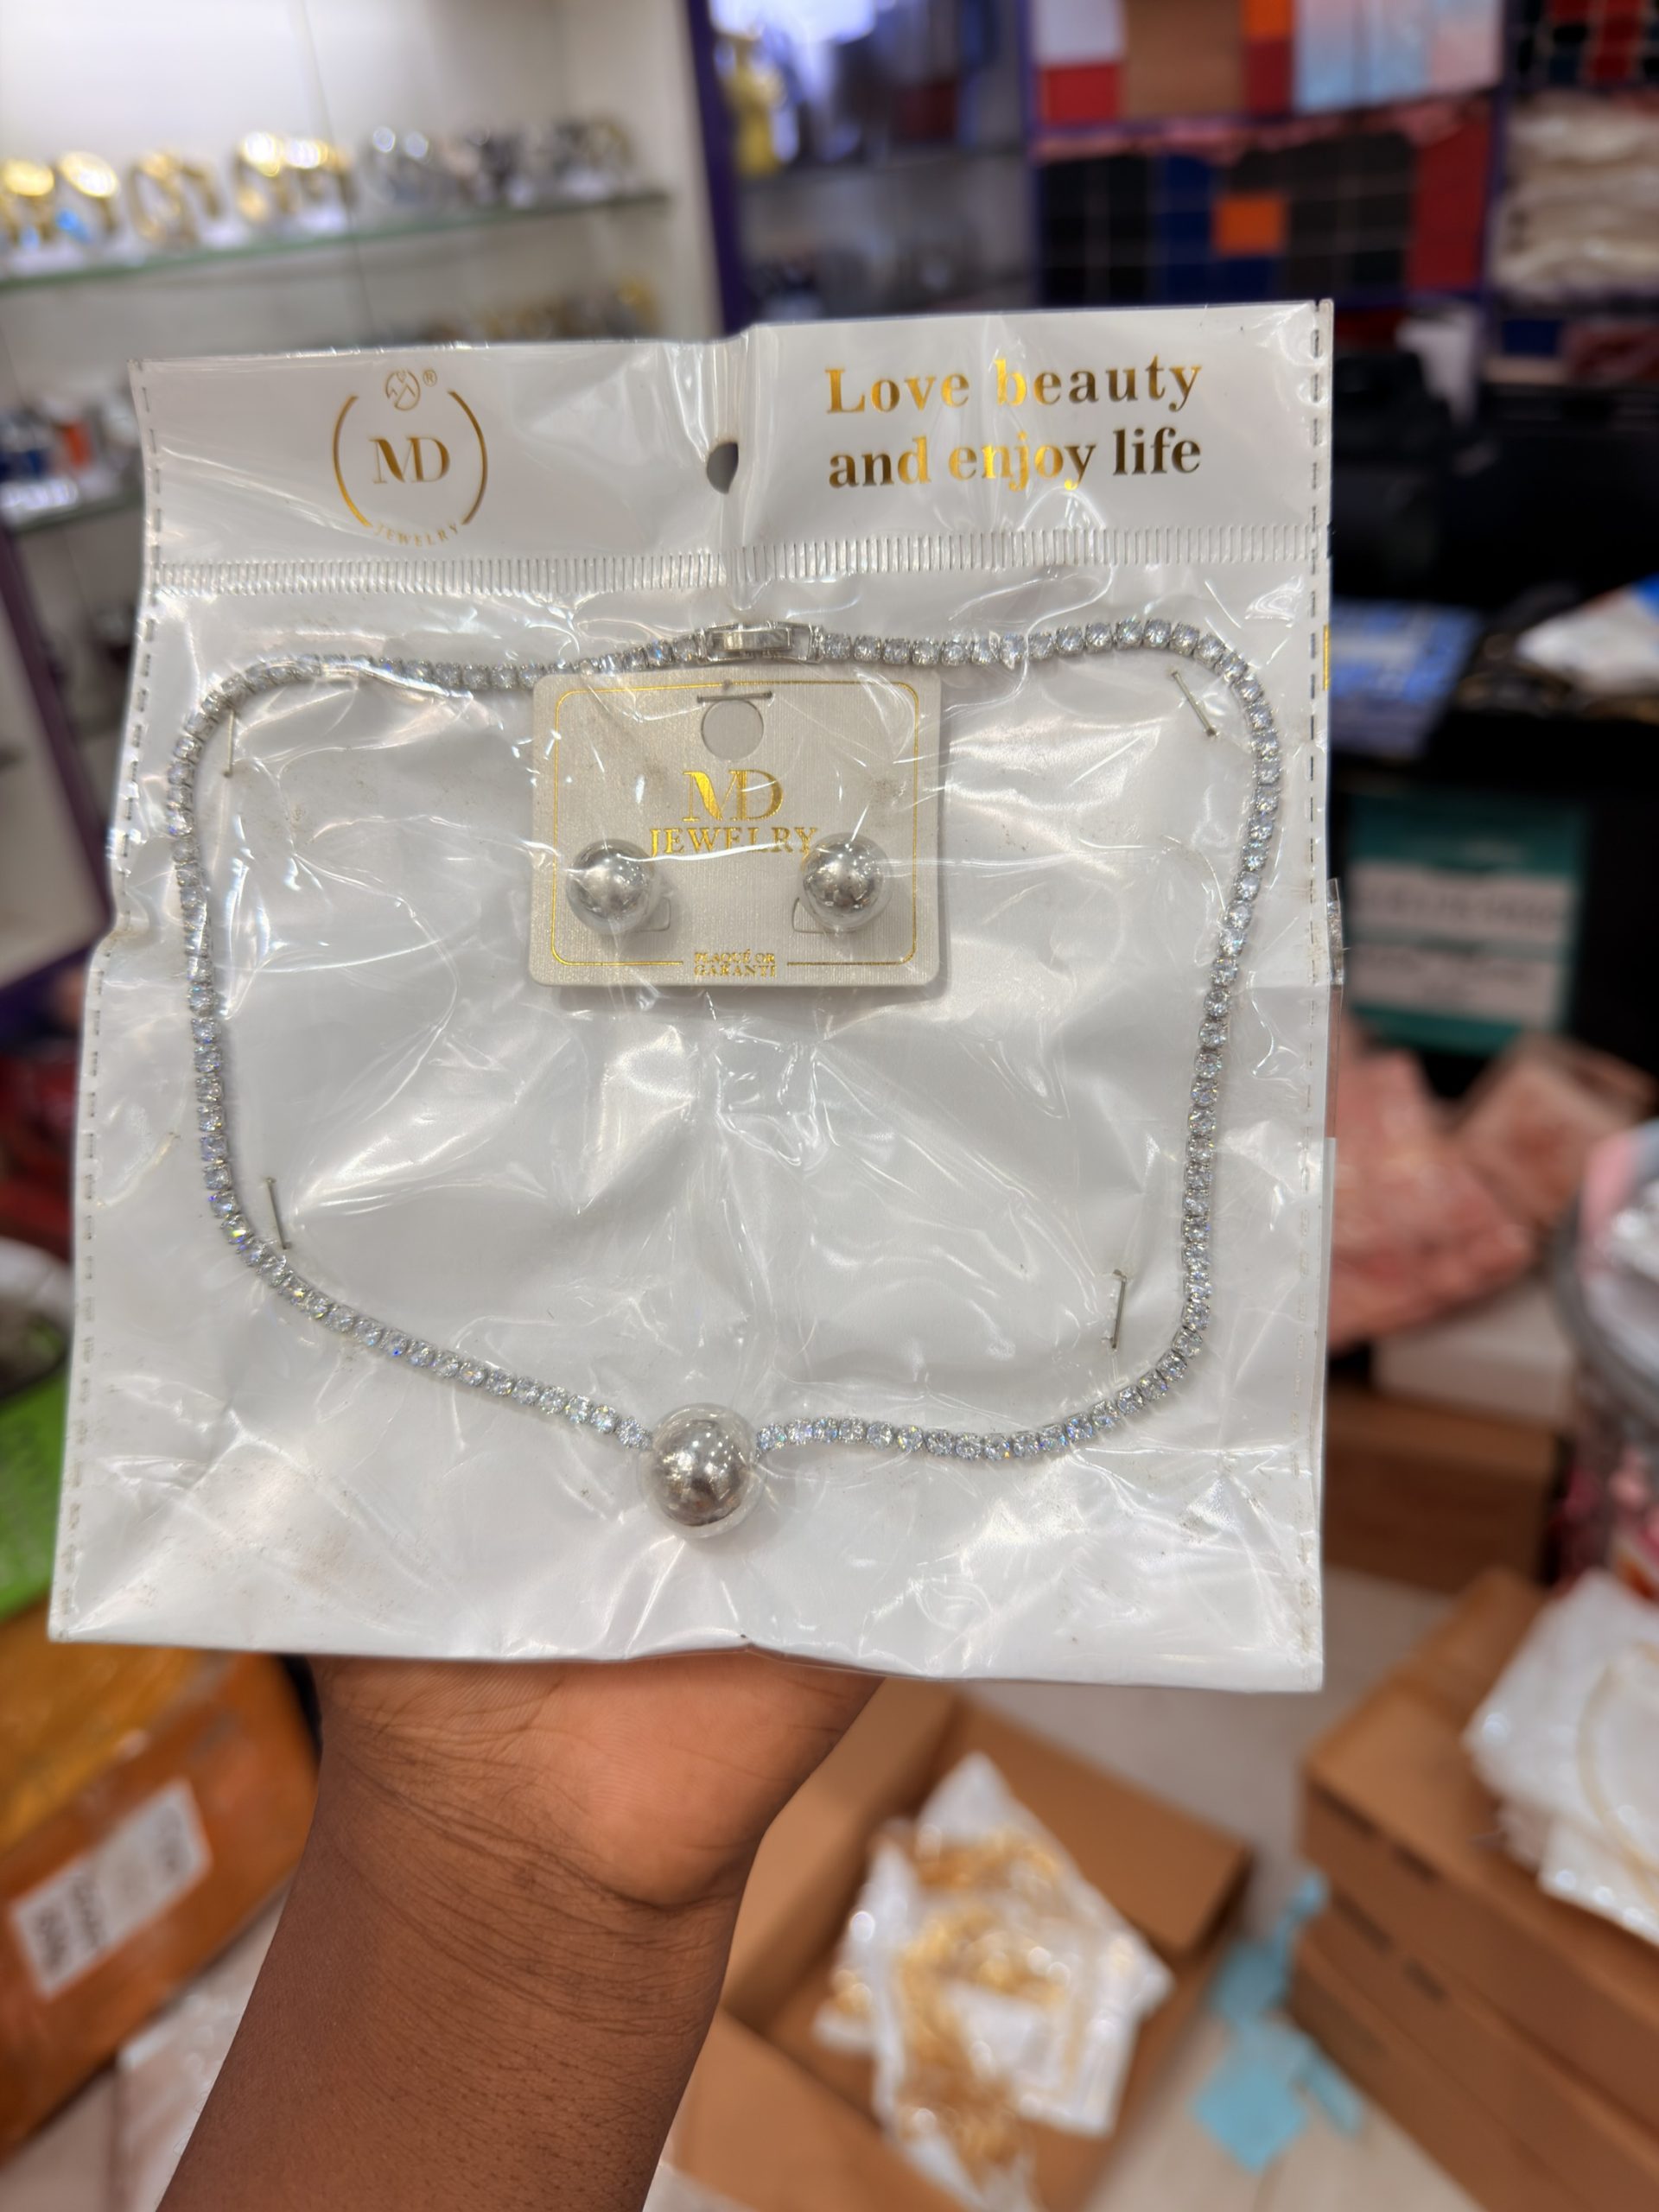 ®
MD
JEWELRY
Love beauty
and enjoy life
MD
JEWELRY
PLAQUÉ OR
GARANTI